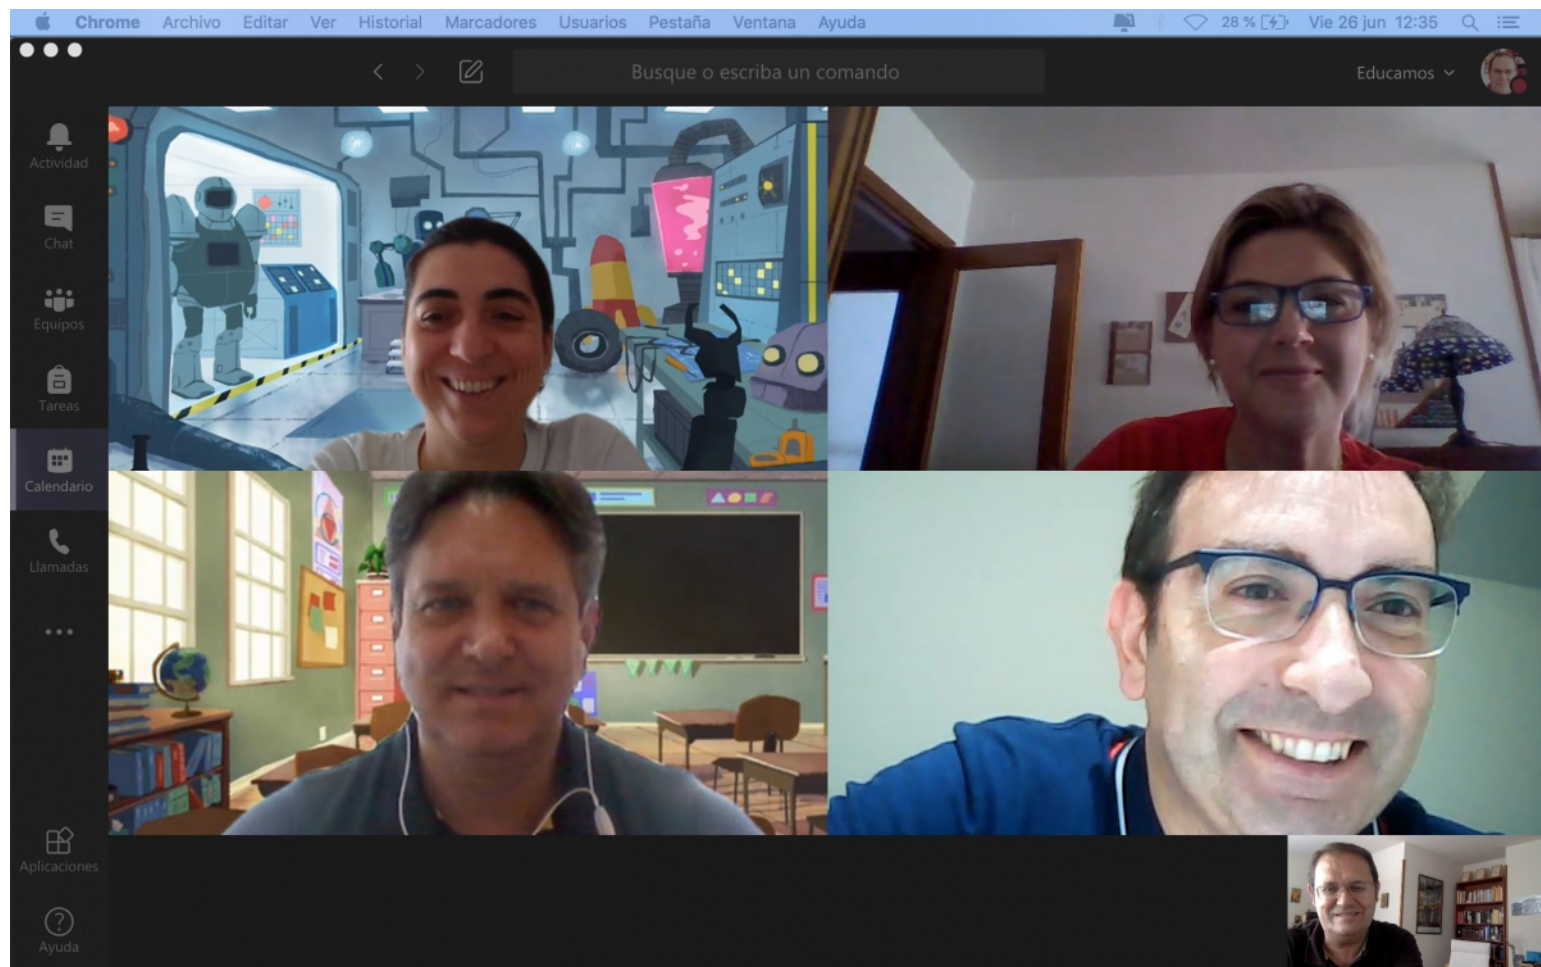 Chrome Archivo Editar Ver Historial Marcadores Usuarios Pestaña Ventana Ayuda 28 % Vie 26 jun 12:35
Busque o escriba un comando
Educamos
Actividad
Chat
Equipos
Tareas
Calendario
Llamadas
Aplicaciones
Ayuda